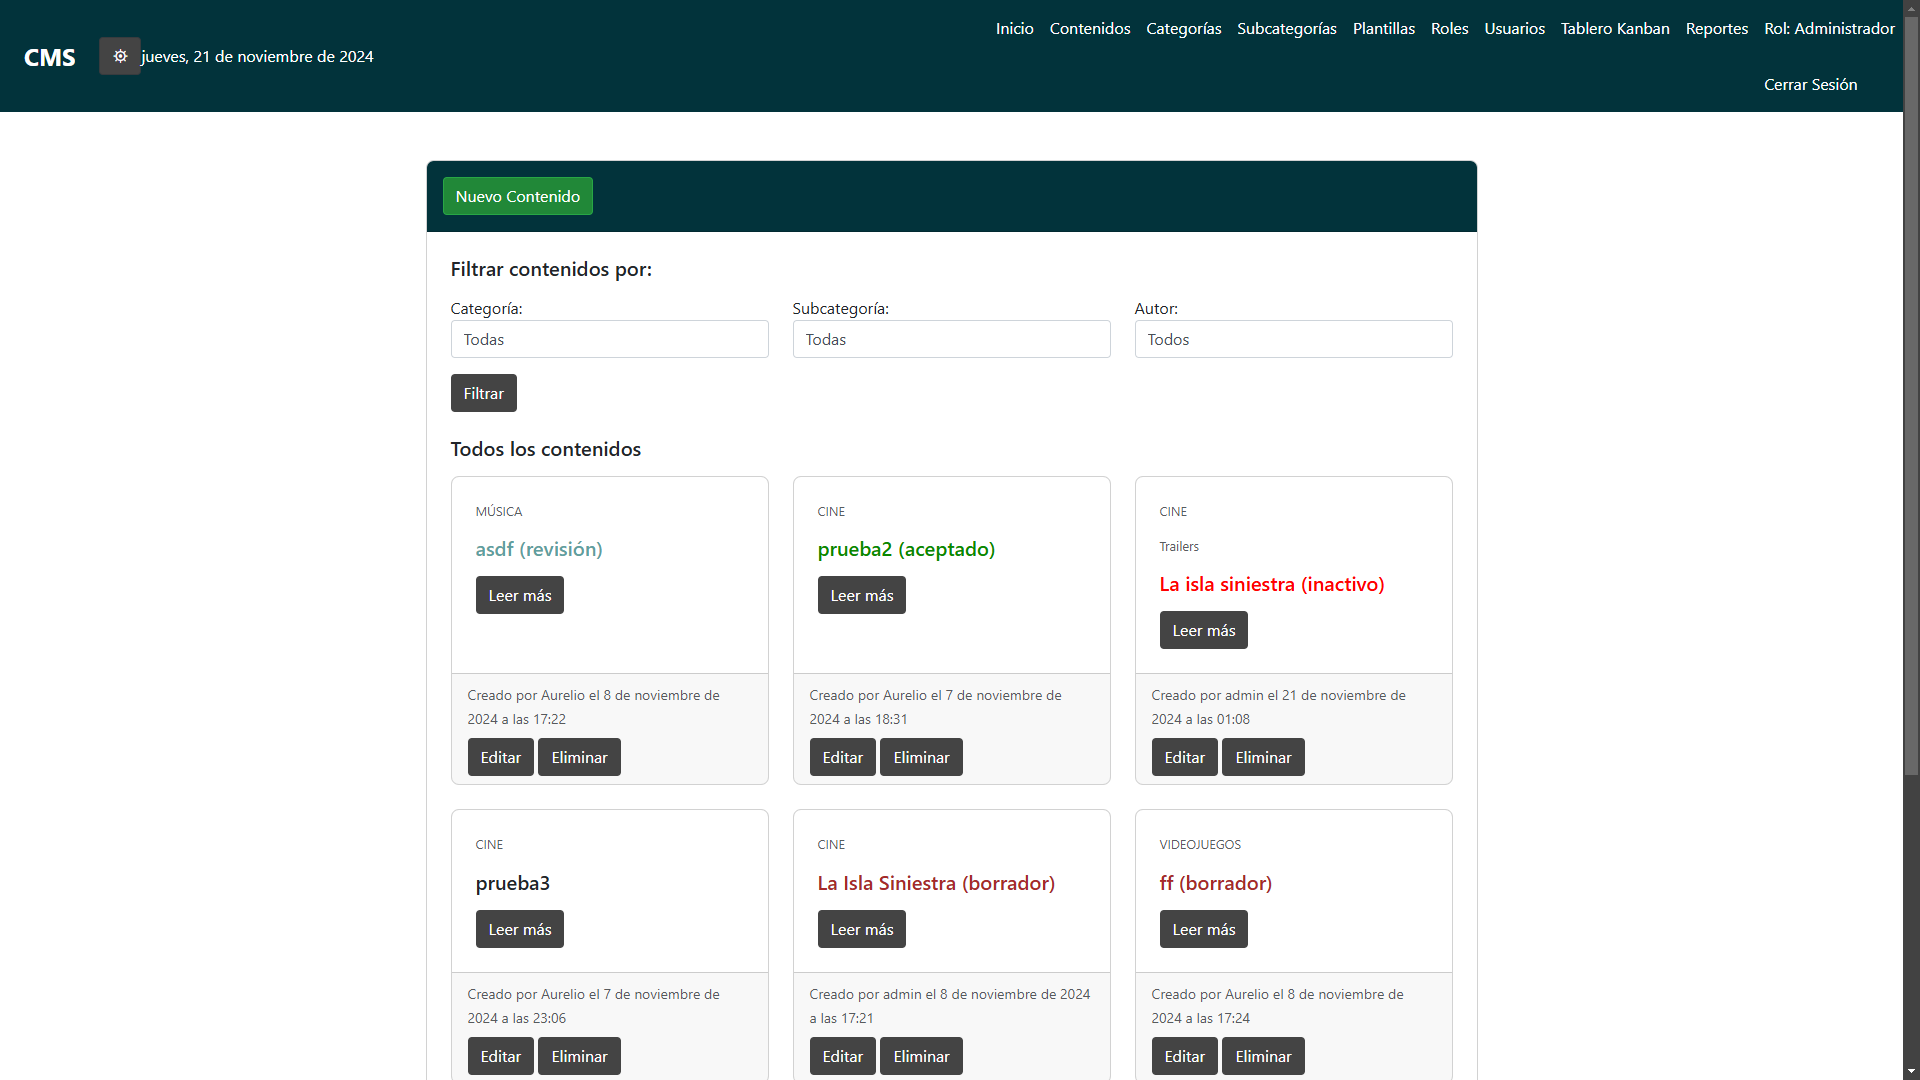 CMS
jueves, 21 de noviembre de 2024
Inicio Contenidos Categorías Subcategorías Plantillas Roles Usuarios Tablero Kanban Reportes Rol: Administrador
Cerrar Sesión
Nuevo Contenido
Filtrar contenidos por:
Categoría: Subcategoría: Autor:
Todas Todas Todos
Filtrar
Todos los contenidos
MÚSICA
asdf (revisión)
Leer más
Creado por Aurelio el 8 de noviembre de
2024 a las 17:22
Editar Eliminar
CINE
prueba2 (aceptado)
Leer más
Creado por Aurelio el 7 de noviembre de
2024 a las 18:31
Editar Eliminar
CINE
Trailers
La isla siniestra (inactivo)
Leer más
Creado por admin el 21 de noviembre de
2024 a las 01:08
Editar Eliminar
CINE
prueba3
Leer más
Creado por Aurelio el 7 de noviembre de
2024 a las 23:06
Editar Eliminar
CINE
La Isla Siniestra (borrador)
Leer más
Creado por admin el 8 de noviembre de 2024
a las 17:21
Editar Eliminar
VIDEOJUEGOS
ff (borrador)
Leer más
Creado por Aurelio el 8 de noviembre de
2024 a las 17:24
Editar Eliminar